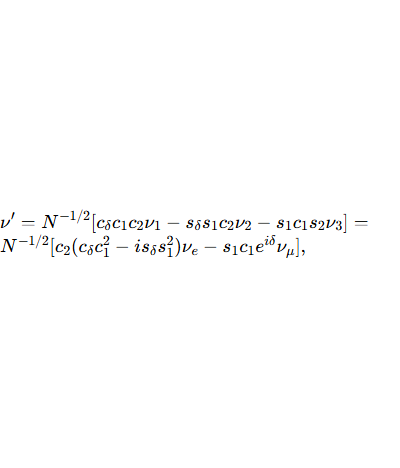 ν′ = N^{−1/2}[c_δc_1c_2ν_1 − s_δs_1c_2ν_2 − s_1c_1s_2ν_3] =
N^{−1/2}[c_2(c_δc_1^2 − is_δs_1^2)ν_e − s_1c_1e^{iδ}ν_μ],